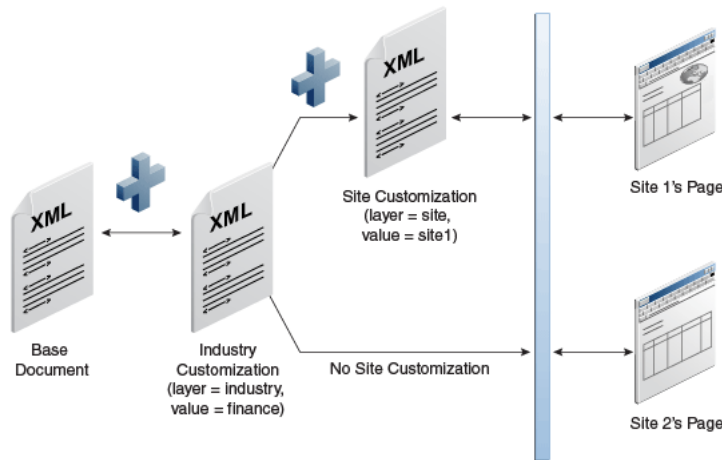 XML
Base
Document
XML
Industry
Customization
(layer = industry,
value = finance)
XML
Site Customization
(layer = site,
value = site1)
No Site Customization
Site 1's Page
Site 2's Page